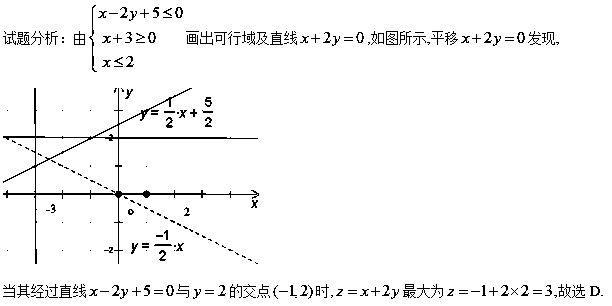 试题分析：由 { x-2y+5≤0 x+3≥0 x≤2 画出可行域及直线 x+2y=0 ,如图所示,平移 x+2y=0 发现,
y
y = 1/2 ·x + 5/2
2
-3 o 2 x
-2
y = -1/2 ·x
当其经过直线 x-2y+5=0 与 y=2 的交点 (-1,2) 时, z=x+2y 最大为 z=-1+2×2=3,故选 D.